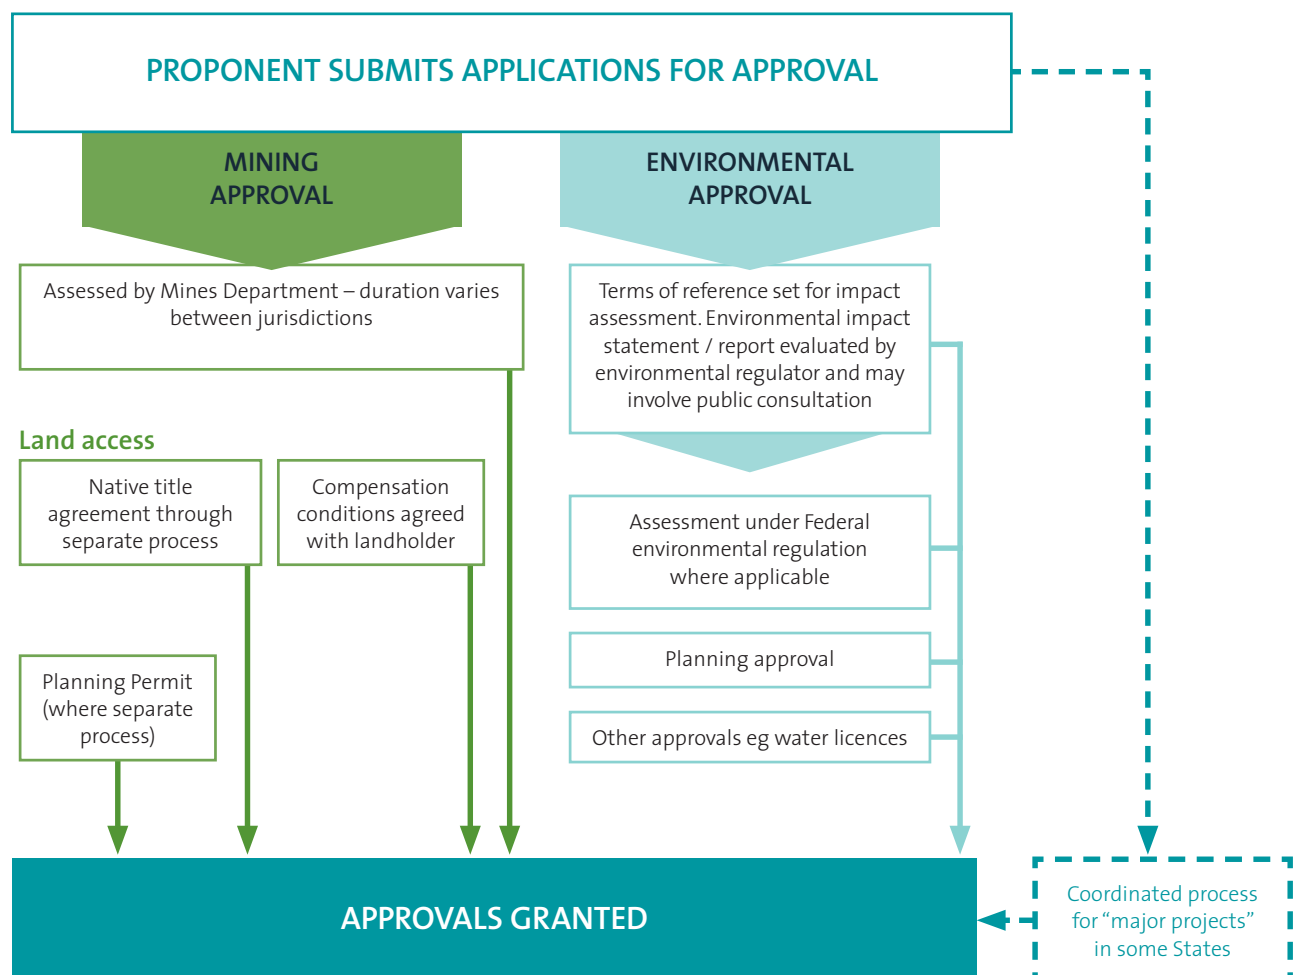 PROPONENT SUBMITS APPLICATIONS FOR APPROVAL
MINING
APPROVAL
ENVIRONMENTAL
APPROVAL
Assessed by Mines Department – duration varies
between jurisdictions
Terms of reference set for impact
assessment. Environmental impact
statement / report evaluated by
environmental regulator and may
involve public consultation
Land access
Native title
agreement through
separate process
Compensation
conditions agreed
with landholder
Assessment under Federal
environmental regulation
where applicable
Planning Permit
(where separate
process)
Planning approval
Other approvals eg water licences
APPROVALS GRANTED
Coordinated process
for “major projects”
in some States